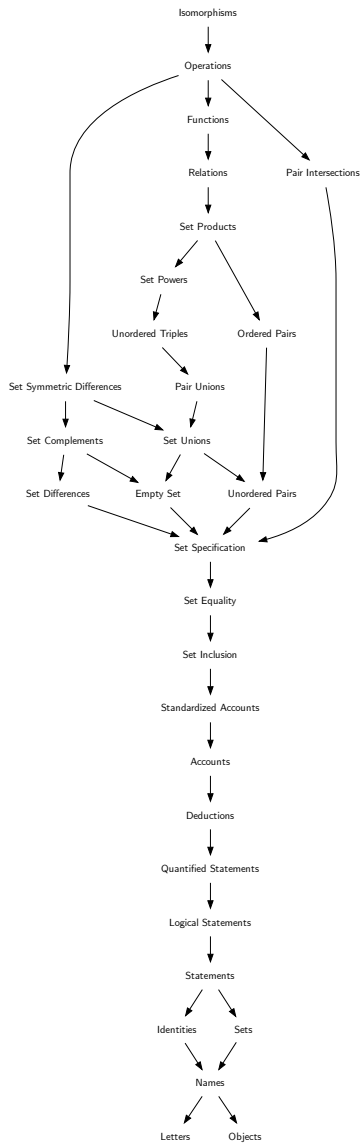 Isomorphisms
Operations
Functions
Relations
Pair Intersections
Set Products
Set Powers
Unordered Triples
Ordered Pairs
Set Symmetric Differences
Pair Unions
Set Complements
Set Unions
Set Differences
Empty Set
Unordered Pairs
Set Specification
Set Equality
Set Inclusion
Standardized Accounts
Accounts
Deductions
Quantified Statements
Logical Statements
Statements
Identities
Sets
Names
Letters
Objects